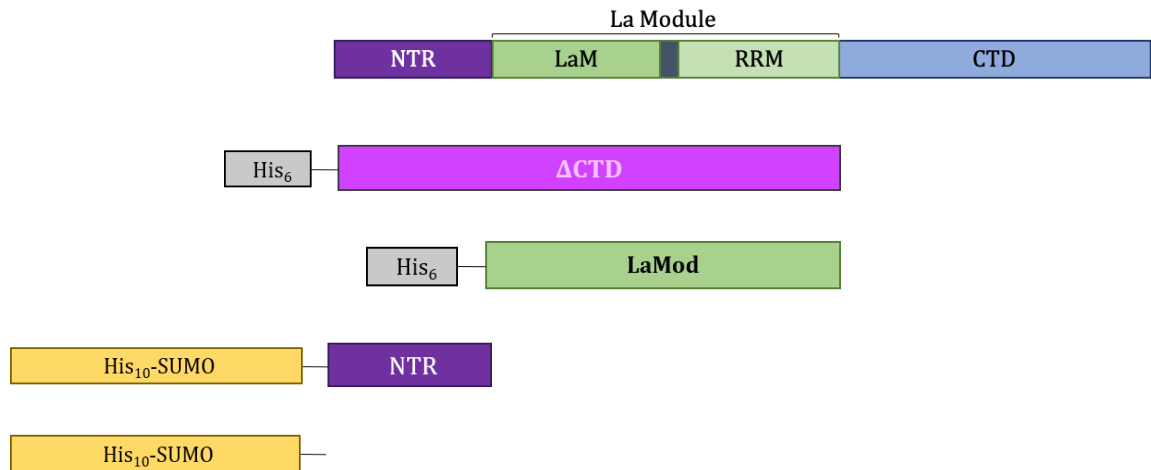 La Module
NTR LaM RRM CTD
His₆ ΔCTD
His₆ LaMod
His₁₀-SUMO NTR
His₁₀-SUMO